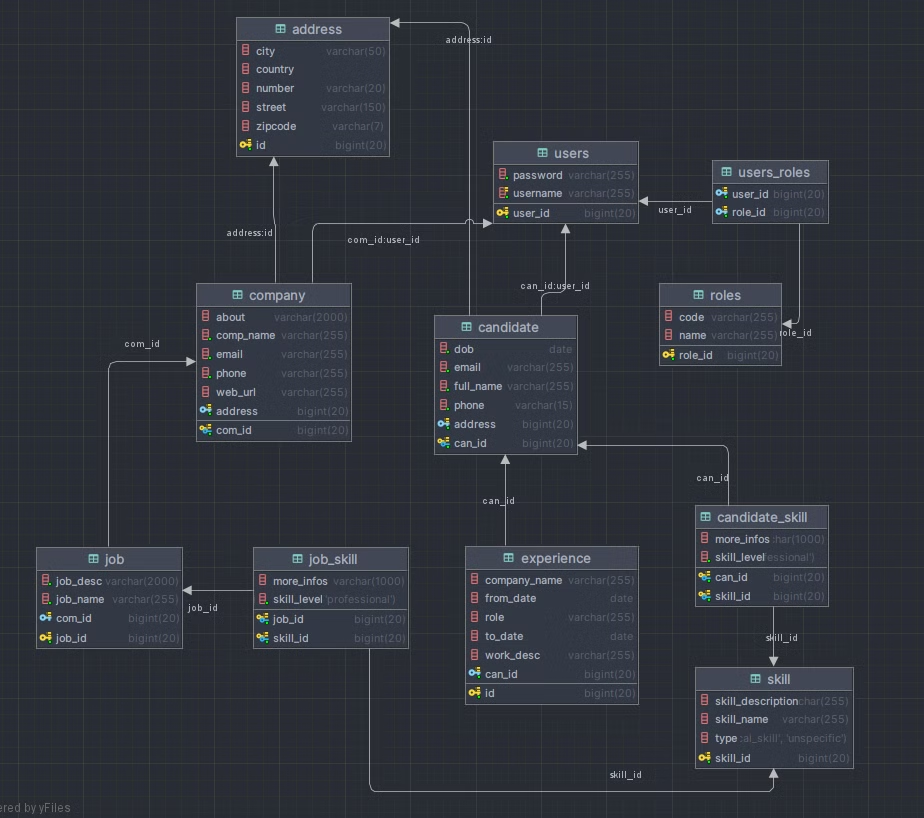 address
city varchar(50)
country
number varchar(20)
street varchar(150)
zipcode varchar(7)
id bigint(20)
address:id
users
password varchar(255)
username varchar(255)
user_id bigint(20)
users_roles
user_id bigint(20)
role_id bigint(20)
user_id
address:id
com_id:user_id
can_id:user_id
company
about varchar(2000)
comp_name varchar(255)
email varchar(255)
phone varchar(255)
web_url varchar(255)
address bigint(20)
com_id bigint(20)
candidate
dob date
email varchar(255)
full_name varchar(255)
phone varchar(15)
address bigint(20)
can_id bigint(20)
roles
code varchar(255)
name varchar(255)
role_id bigint(20)
role_id
com_id
can_id
can_id
job
job_desc varchar(2000)
job_name varchar(255)
com_id bigint(20)
job_id bigint(20)
job_id
job_skill
more_infos varchar(1000)
skill_level 'professional')
job_id bigint(20)
skill_id bigint(20)
experience
company_name varchar(255)
from_date date
role varchar(255)
to_date date
work_desc varchar(255)
can_id bigint(20)
id bigint(20)
candidate_skill
more_infos :har(1000)
skill_level essional')
can_id bigint(20)
skill_id bigint(20)
skill_id
skill
skill_description char(255)
skill_name varchar(255)
type :al_skill', 'unspecific')
skill_id bigint(20)
skill_id
ered by yFiles